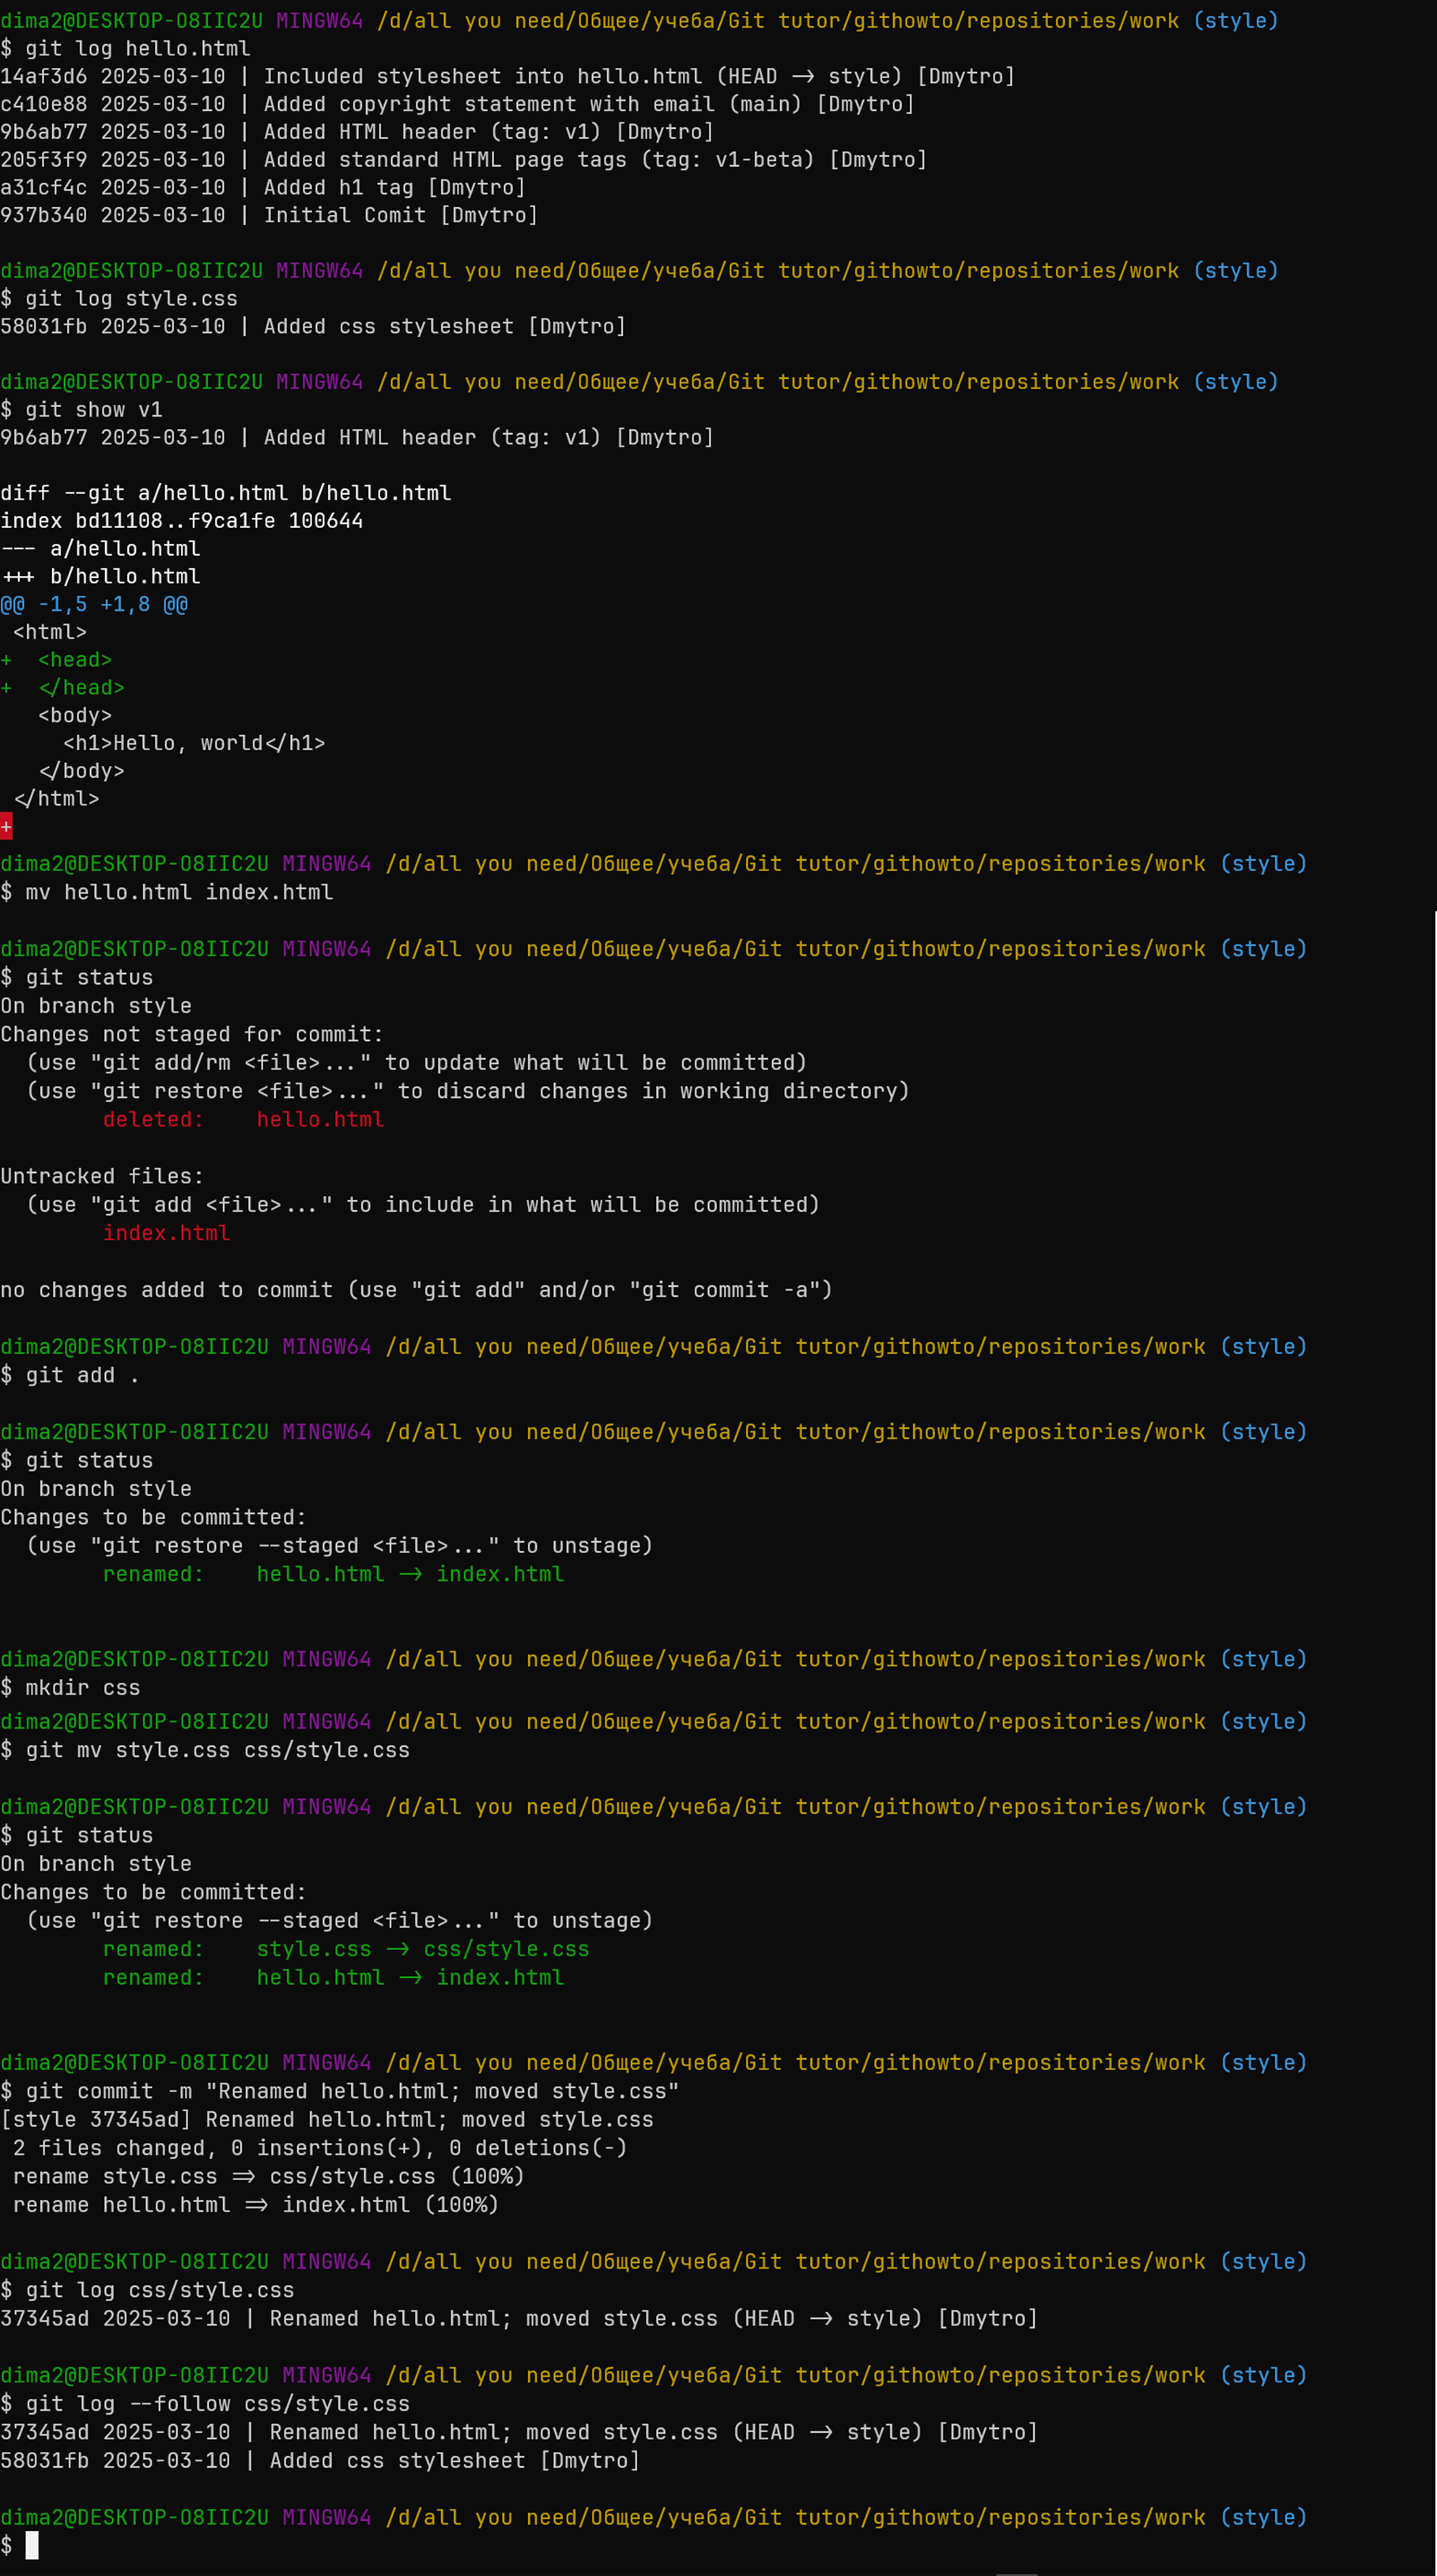 dima2@DESKTOP-O8IIC2U MINGW64 /d/all you need/Общее/учеба/Git tutor/githowto/repositories/work (style)
$ git log hello.html
14af3d6 2025-03-10 | Included stylesheet into hello.html (HEAD -> style) [Dmytro]
c410e88 2025-03-10 | Added copyright statement with email (main) [Dmytro]
9b6ab77 2025-03-10 | Added HTML header (tag: v1) [Dmytro]
205f3f9 2025-03-10 | Added standard HTML page tags (tag: v1-beta) [Dmytro]
a31cf4c 2025-03-10 | Added h1 tag [Dmytro]
937b340 2025-03-10 | Initial Comit [Dmytro]

dima2@DESKTOP-O8IIC2U MINGW64 /d/all you need/Общее/учеба/Git tutor/githowto/repositories/work (style)
$ git log style.css
58031fb 2025-03-10 | Added css stylesheet [Dmytro]

dima2@DESKTOP-O8IIC2U MINGW64 /d/all you need/Общее/учеба/Git tutor/githowto/repositories/work (style)
$ git show v1
9b6ab77 2025-03-10 | Added HTML header (tag: v1) [Dmytro]

diff --git a/hello.html b/hello.html
index bd11108..f9ca1fe 100644
--- a/hello.html
+++ b/hello.html
@@ -1,5 +1,8 @@
 <html>
+  <head>
+  </head>
   <body>
     <h1>Hello, world</h1>
   </body>
 </html>
+
dima2@DESKTOP-O8IIC2U MINGW64 /d/all you need/Общее/учеба/Git tutor/githowto/repositories/work (style)
$ mv hello.html index.html

dima2@DESKTOP-O8IIC2U MINGW64 /d/all you need/Общее/учеба/Git tutor/githowto/repositories/work (style)
$ git status
On branch style
Changes not staged for commit:
  (use "git add/rm <file>..." to update what will be committed)
  (use "git restore <file>..." to discard changes in working directory)
        deleted:    hello.html

Untracked files:
  (use "git add <file>..." to include in what will be committed)
        index.html

no changes added to commit (use "git add" and/or "git commit -a")

dima2@DESKTOP-O8IIC2U MINGW64 /d/all you need/Общее/учеба/Git tutor/githowto/repositories/work (style)
$ git add .

dima2@DESKTOP-O8IIC2U MINGW64 /d/all you need/Общее/учеба/Git tutor/githowto/repositories/work (style)
$ git status
On branch style
Changes to be committed:
  (use "git restore --staged <file>..." to unstage)
        renamed:    hello.html -> index.html

dima2@DESKTOP-O8IIC2U MINGW64 /d/all you need/Общее/учеба/Git tutor/githowto/repositories/work (style)
$ mkdir css
dima2@DESKTOP-O8IIC2U MINGW64 /d/all you need/Общее/учеба/Git tutor/githowto/repositories/work (style)
$ git mv style.css css/style.css

dima2@DESKTOP-O8IIC2U MINGW64 /d/all you need/Общее/учеба/Git tutor/githowto/repositories/work (style)
$ git status
On branch style
Changes to be committed:
  (use "git restore --staged <file>..." to unstage)
        renamed:    style.css -> css/style.css
        renamed:    hello.html -> index.html

dima2@DESKTOP-O8IIC2U MINGW64 /d/all you need/Общее/учеба/Git tutor/githowto/repositories/work (style)
$ git commit -m "Renamed hello.html; moved style.css"
[style 37345ad] Renamed hello.html; moved style.css
 2 files changed, 0 insertions(+), 0 deletions(-)
 rename style.css => css/style.css (100%)
 rename hello.html => index.html (100%)

dima2@DESKTOP-O8IIC2U MINGW64 /d/all you need/Общее/учеба/Git tutor/githowto/repositories/work (style)
$ git log css/style.css
37345ad 2025-03-10 | Renamed hello.html; moved style.css (HEAD -> style) [Dmytro]

dima2@DESKTOP-O8IIC2U MINGW64 /d/all you need/Общее/учеба/Git tutor/githowto/repositories/work (style)
$ git log --follow css/style.css
37345ad 2025-03-10 | Renamed hello.html; moved style.css (HEAD -> style) [Dmytro]
58031fb 2025-03-10 | Added css stylesheet [Dmytro]

dima2@DESKTOP-O8IIC2U MINGW64 /d/all you need/Общее/учеба/Git tutor/githowto/repositories/work (style)
$